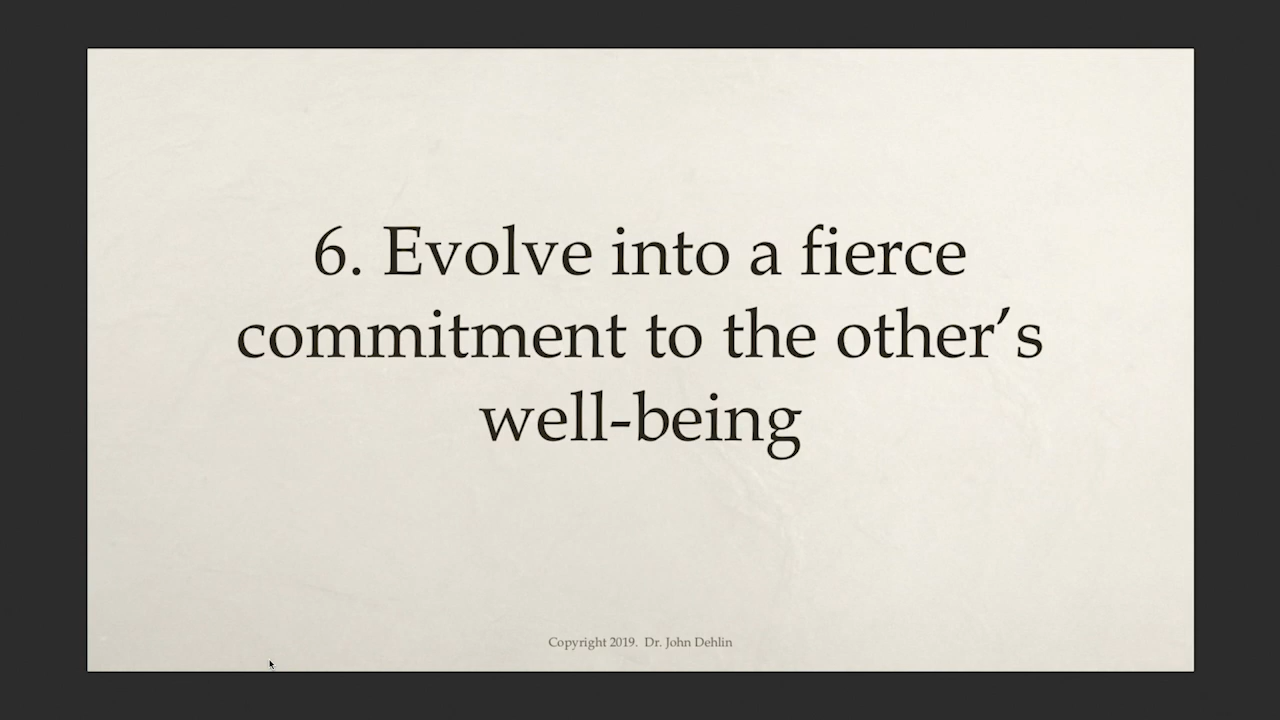 6. Evolve into a fierce
commitment to the other’s
well-being
Copyright 2019.  Dr. John Dehlin